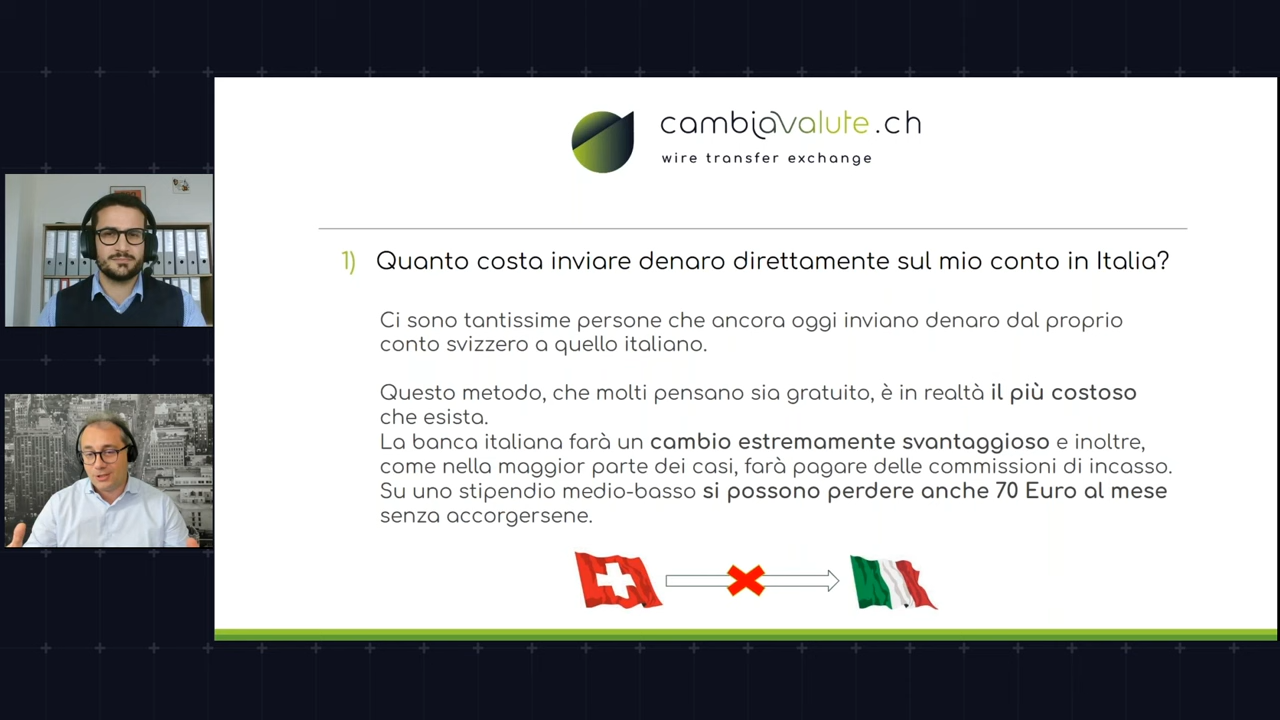 cambiavalute.ch
wire transfer exchange
1) Quanto costa inviare denaro direttamente sul mio conto in Italia?
Ci sono tantissime persone che ancora oggi inviano denaro dal proprio
conto svizzero a quello italiano.
Questo metodo, che molti pensano sia gratuito, è in realtà il più costoso
che esista.
La banca italiana farà un cambio estremamente svantaggioso e inoltre,
come nella maggior parte dei casi, farà pagare delle commissioni di incasso.
Su uno stipendio medio-basso si possono perdere anche 70 Euro al mese
senza accorgersene.